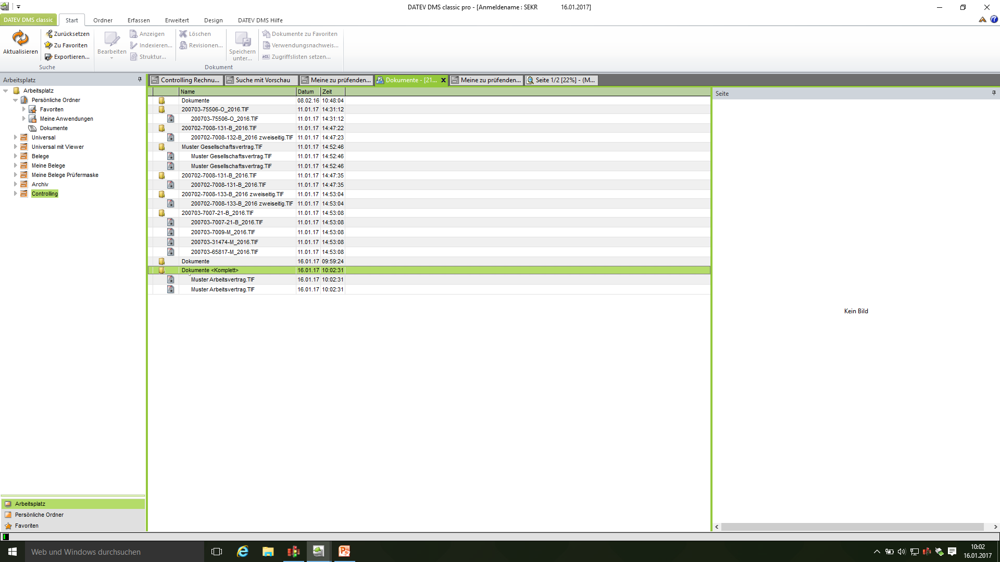 DATEV DMS classic pro - [Anmeldename : SEKR 16.01.2017]
DATEV DMS classic Start Ordner Erfassen Erweitert Design DATEV DMS Hilfe
Aktualisieren
Zurücksetzen
Zu Favoriten
Exportieren...
Suche
Bearbeiten
Anzeigen
Indexieren...
Struktur...
Löschen
Revisionen...
Speichern
unter...
Dokument
Dokumente zu Favoriten
Verwendungsnachweis...
ACL Zugriffslisten setzen...
Arbeitsplatz
Arbeitsplatz
Persönliche Ordner
Favoriten
Meine Anwendungen
Dokumente
Universal
Universal mit Viewer
Belege
Meine Belege
Meine Belege Prüfermaske
Archiv
Controlling
Arbeitsplatz
Persönliche Ordner
Favoriten
Controlling Rechnu... Suche mit Vorschau Meine zu prüfenden... Dokumente - [21... Meine zu prüfenden... Seite 1/2 [22%] - (M...
Name Datum Zeit
Dokumente 08.02.16 10:48:04
200703-75506-O_2016.TIF 11.01.17 14:31:12
200703-75506-O_2016.TIF 11.01.17 14:31:12
200702-7008-131-B_2016.TIF 11.01.17 14:47:22
200702-7008-132-B_2016 zweiseitig.TIF 11.01.17 14:47:23
Muster Gesellschaftsvertrag.TIF 11.01.17 14:52:46
Muster Gesellschaftsvertrag.TIF 11.01.17 14:52:46
Muster Gesellschaftsvertrag.TIF 11.01.17 14:52:46
200702-7008-131-B_2016.TIF 11.01.17 14:47:35
200702-7008-131-B_2016.TIF 11.01.17 14:47:35
200702-7008-133-B_2016 zweiseitig.TIF 11.01.17 14:53:04
200702-7008-133-B_2016 zweiseitig.TIF 11.01.17 14:53:04
200703-7007-21-B_2016.TIF 11.01.17 14:53:08
200703-7007-21-B_2016.TIF 11.01.17 14:53:08
200703-7009-M_2016.TIF 11.01.17 14:53:08
200703-31474-M_2016.TIF 11.01.17 14:53:08
200703-65817-M_2016.TIF 11.01.17 14:53:08
Dokumente 16.01.17 09:59:24
Dokumente <Komplett> 16.01.17 10:02:31
Muster Arbeitsvertrag.TIF 16.01.17 10:02:31
Muster Arbeitsvertrag.TIF 16.01.17 10:02:31
Seite
Kein Bild
Web und Windows durchsuchen
10:02
16.01.2017